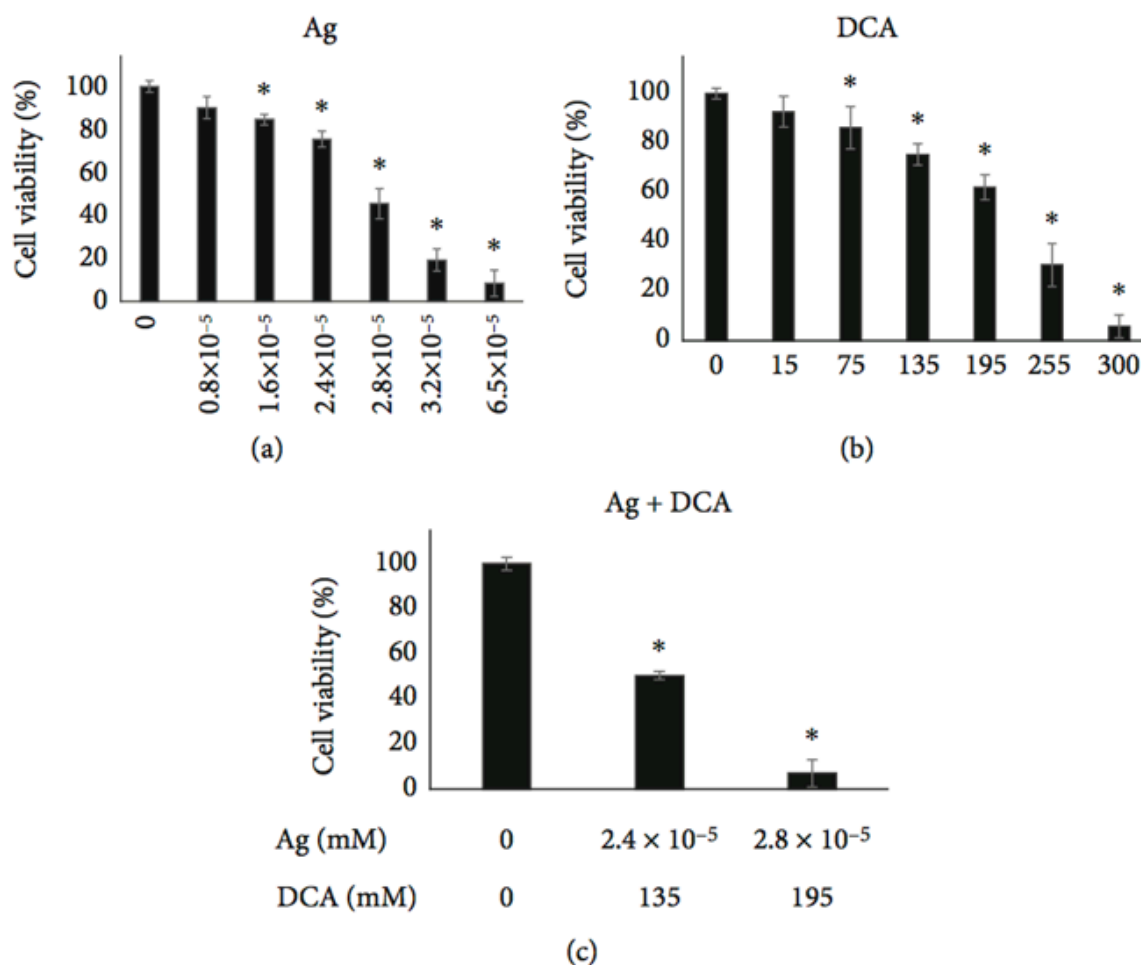 Ag
Cell viability (%)
100
80
60
40
20
0
* * * * *
0 0.8×10⁻⁵ 1.6×10⁻⁵ 2.4×10⁻⁵ 2.8×10⁻⁵ 3.2×10⁻⁵ 6.5×10⁻⁵
(a)
DCA
Cell viability (%)
100
80
60
40
20
0
* * * * *
0 15 75 135 195 255 300
(b)
Ag + DCA
Cell viability (%)
100
80
60
40
20
0
* *
Ag (mM) 0 2.4 × 10⁻⁵ 2.8 × 10⁻⁵
DCA (mM) 0 135 195
(c)